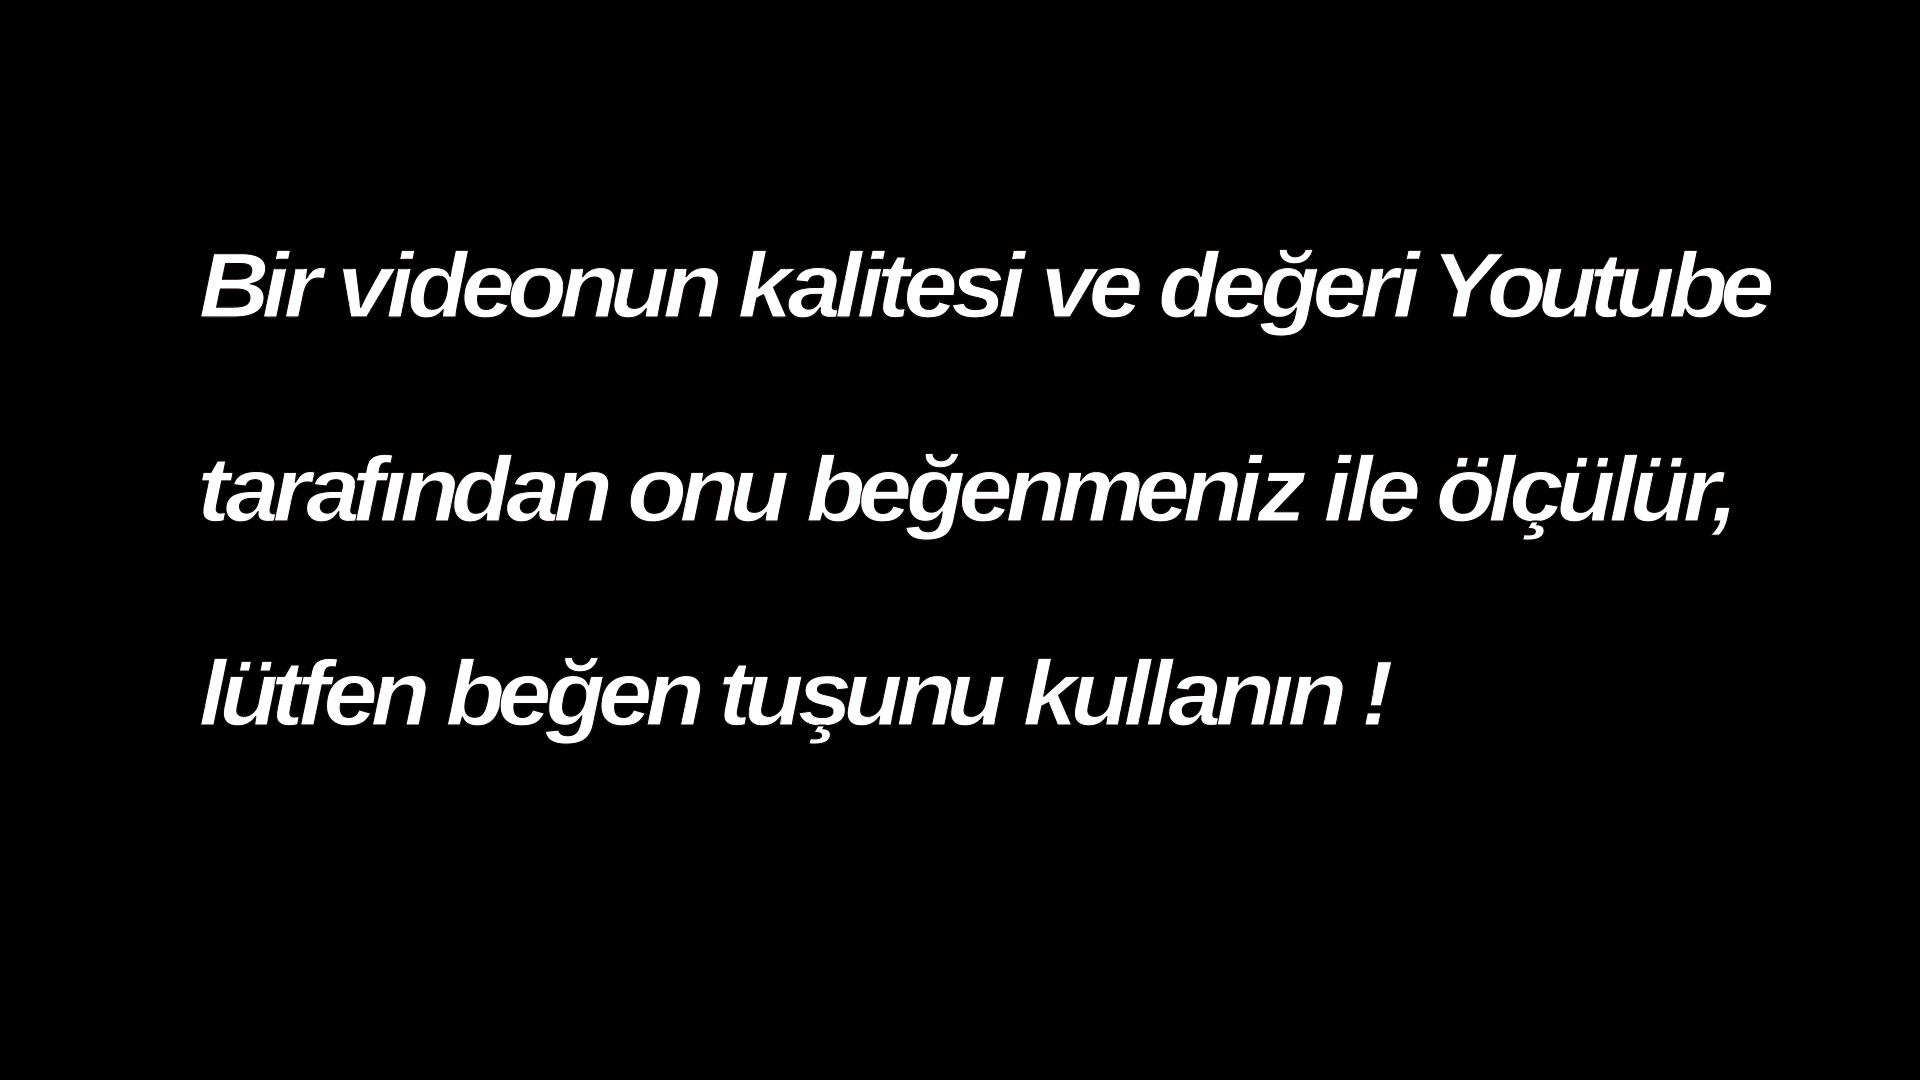 Bir videonun kalitesi ve değeri Youtube
tarafından onu beğenmeniz ile ölçülür,
lütfen beğen tuşunu kullanın !